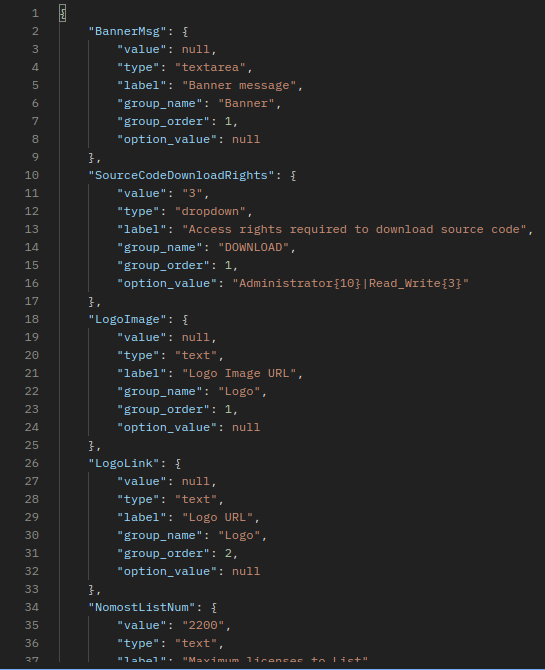 1 {
2 "BannerMsg": {
3 "value": null,
4 "type": "textarea",
5 "label": "Banner message",
6 "group_name": "Banner",
7 "group_order": 1,
8 "option_value": null
9 },
10 "SourceCodeDownloadRights": {
11 "value": "3",
12 "type": "dropdown",
13 "label": "Access rights required to download source code",
14 "group_name": "DOWNLOAD",
15 "group_order": 1,
16 "option_value": "Administrator{10}|Read_Write{3}"
17 },
18 "LogoImage": {
19 "value": null,
20 "type": "text",
21 "label": "Logo Image URL",
22 "group_name": "Logo",
23 "group_order": 1,
24 "option_value": null
25 },
26 "LogoLink": {
27 "value": null,
28 "type": "text",
29 "label": "Logo URL",
30 "group_name": "Logo",
31 "group_order": 2,
32 "option_value": null
33 },
34 "NomostListNum": {
35 "value": "2200",
36 "type": "text",
37 "label": "Maximum licenses to List"